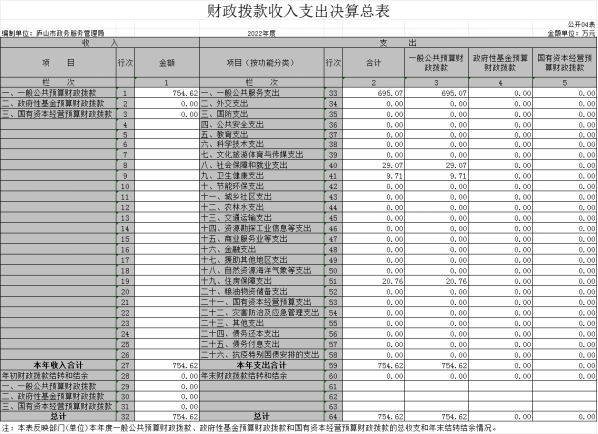 财政拨款收入支出决算总表
公开04表
编制单位：庐山市政务服务管理局 2022年度 金额单位：万元
收 入 支 出
项 目 行次 金额 项目（按功能分类） 行次 合计 一般公共预算财政拨款 政府性基金预算财政拨款 国有资本经营预算财政拨款
栏 次 1 栏 次 2 3 4 5
一、一般公共预算财政拨款 1 754.62 一、一般公共服务支出 33 695.07 695.07 0.00 0.00
二、政府性基金预算财政拨款 2 0.00 二、外交支出 34 0.00 0.00 0.00 0.00
三、国有资本经营预算财政拨款 3 0.00 三、国防支出 35 0.00 0.00 0.00 0.00
4 四、公共安全支出 36 0.00 0.00 0.00 0.00
5 五、教育支出 37 0.00 0.00 0.00 0.00
6 六、科学技术支出 38 0.00 0.00 0.00 0.00
7 七、文化旅游体育与传媒支出 39 0.00 0.00 0.00 0.00
8 八、社会保障和就业支出 40 29.07 29.07 0.00 0.00
9 九、卫生健康支出 41 9.71 9.71 0.00 0.00
10 十、节能环保支出 42 0.00 0.00 0.00 0.00
11 十一、城乡社区支出 43 0.00 0.00 0.00 0.00
12 十二、农林水支出 44 0.00 0.00 0.00 0.00
13 十三、交通运输支出 45 0.00 0.00 0.00 0.00
14 十四、资源勘探工业信息等支出 46 0.00 0.00 0.00 0.00
15 十五、商业服务业等支出 47 0.00 0.00 0.00 0.00
16 十六、金融支出 48 0.00 0.00 0.00 0.00
17 十七、援助其他地区支出 49 0.00 0.00 0.00 0.00
18 十八、自然资源海洋气象等支出 50 0.00 0.00 0.00 0.00
19 十九、住房保障支出 51 20.76 20.76 0.00 0.00
20 二十、粮油物资储备支出 52 0.00 0.00 0.00 0.00
21 二十一、国有资本经营预算支出 53 0.00 0.00 0.00 0.00
22 二十二、灾害防治及应急管理支出 54 0.00 0.00 0.00 0.00
23 二十三、其他支出 55 0.00 0.00 0.00 0.00
24 二十四、债务还本支出 56 0.00 0.00 0.00 0.00
25 二十五、债务付息支出 57 0.00 0.00 0.00 0.00
26 二十六、抗疫特别国债安排的支出 58 0.00 0.00 0.00 0.00
本年收入合计 27 754.62 本年支出合计 59 754.62 754.62 0.00 0.00
年初财政拨款结转和结余 28 0.00 年末财政拨款结转和结余 60 0.00 0.00 0.00 0.00
一、一般公共预算财政拨款 29 0.00 61
二、政府性基金预算财政拨款 30 0.00 62
三、国有资本经营预算财政拨款 31 0.00 63
总计 32 754.62 总计 64 754.62 754.62 0.00 0.00
注：本表反映部门(单位)本年度一般公共预算财政拨款、政府性基金预算财政拨款和国有资本经营预算财政拨款的总收支和年末结转结余情况。